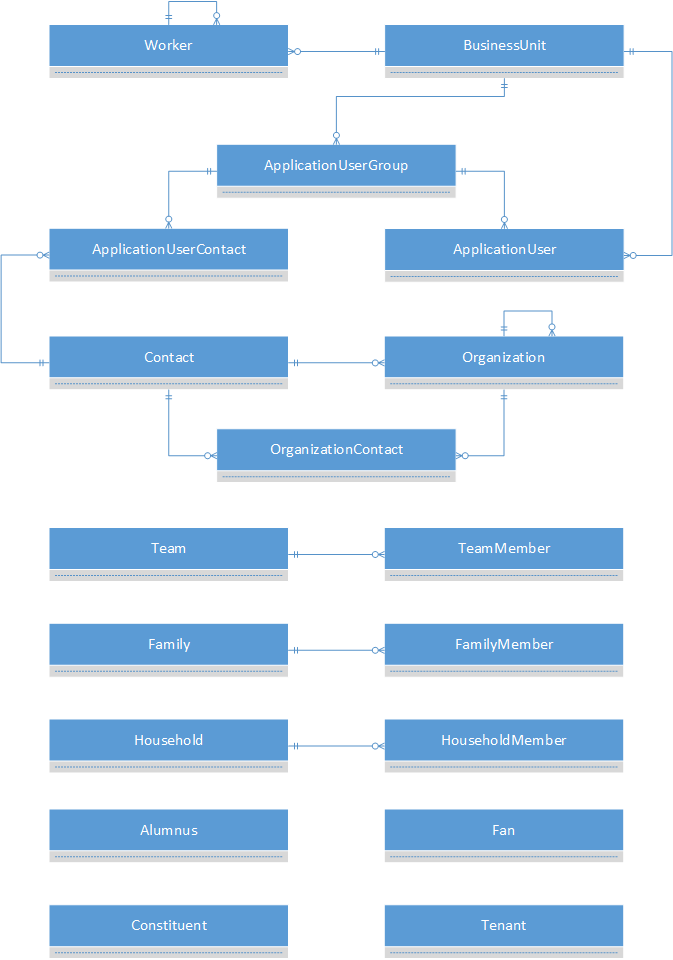 Worker
BusinessUnit
ApplicationUserGroup
ApplicationUserContact
ApplicationUser
Contact
Organization
OrganizationContact
Team
TeamMember
Family
FamilyMember
Household
HouseholdMember
Alumnus
Fan
Constituent
Tenant